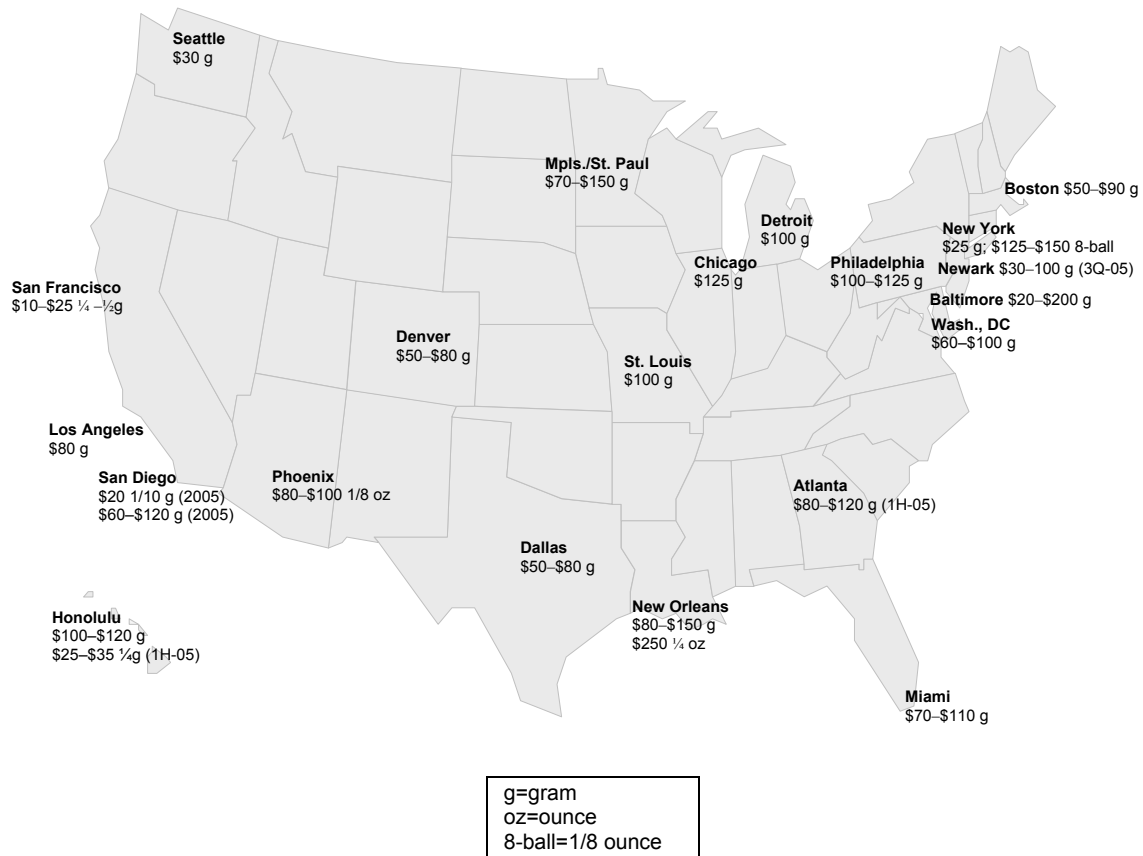 Seattle
$30 g
Mpls./St. Paul
$70–$150 g
Boston $50–$90 g
Detroit
$100 g
New York
$25 g; $125–$150 8-ball
Chicago
$125 g
Philadelphia
$100–$125 g
Newark $30–100 g (3Q-05)
San Francisco
$10–$25 ¼ –½g
Baltimore $20–$200 g
Wash., DC
$60–$100 g
Denver
$50–$80 g
St. Louis
$100 g
Los Angeles
$80 g
San Diego
$20 1/10 g (2005)
$60–$120 g (2005)
Phoenix
$80–$100 1/8 oz
Atlanta
$80–$120 g (1H-05)
Dallas
$50–$80 g
New Orleans
$80–$150 g
$250 ¼ oz
Honolulu
$100–$120 g
$25–$35 ¼g (1H-05)
Miami
$70–$110 g
g=gram
oz=ounce
8-ball=1/8 ounce